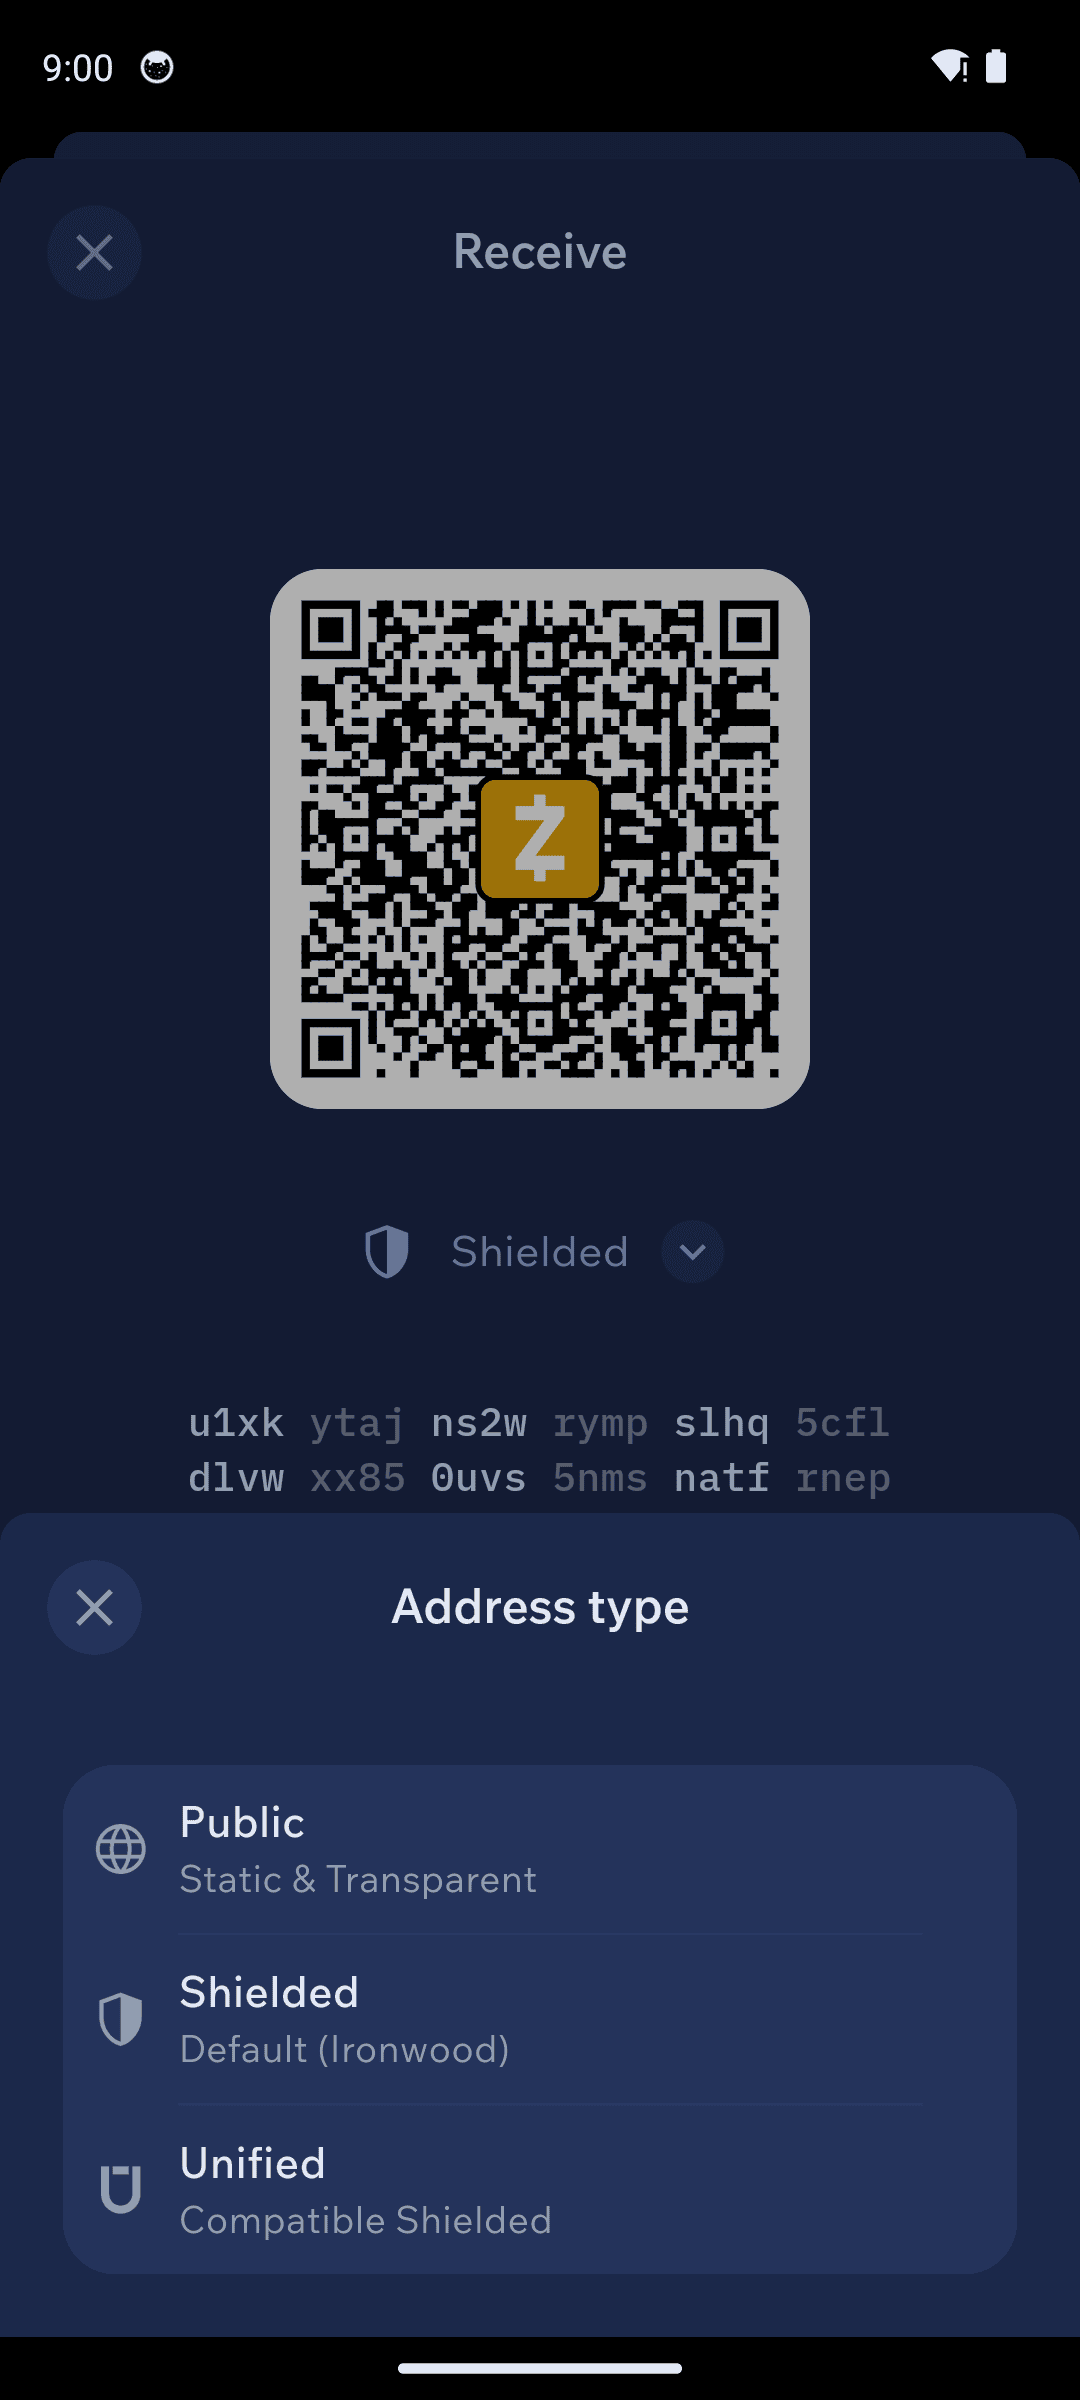 9:00
Receive
Shielded
u1xk ytaj ns2w rymp slhq 5cfl
dlvw xx85 0uvs 5nms natf rnep
Address type
Public
Static & Transparent
Shielded
Default (Ironwood)
Unified
Compatible Shielded